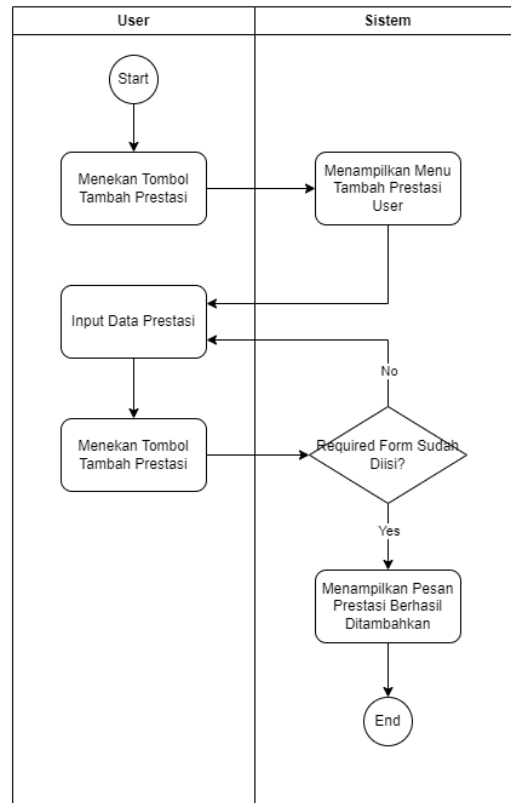 User
Sistem
Start
Menekan Tombol
Tambah Prestasi
Menampilkan Menu
Tambah Prestasi
User
Input Data Prestasi
No
Menekan Tombol
Tambah Prestasi
Required Form Sudah
Diisi?
Yes
Menampilkan Pesan
Prestasi Berhasil
Ditambahkan
End